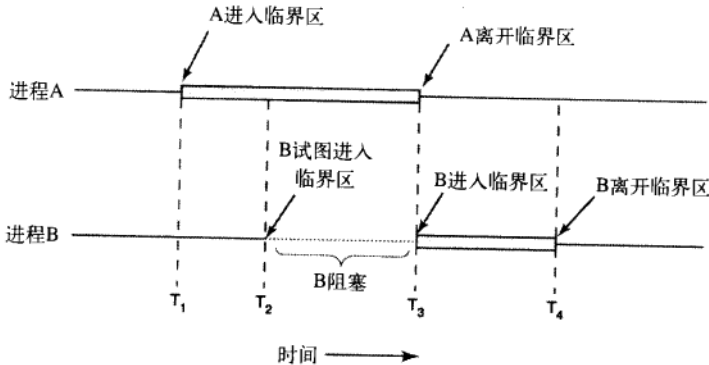 A进入临界区
A离开临界区
进程A
B试图进入
临界区
B进入临界区
B离开临界区
进程B
B阻塞
T1
T2
T3
T4
时间